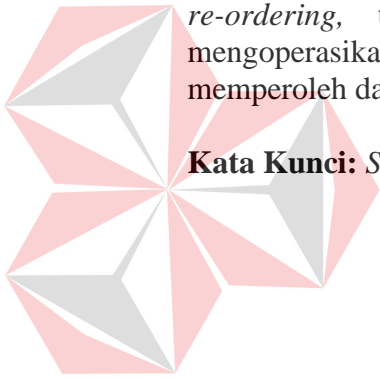 re-ordering,
mengoperasika
memperoleh da
Kata Kunci: S